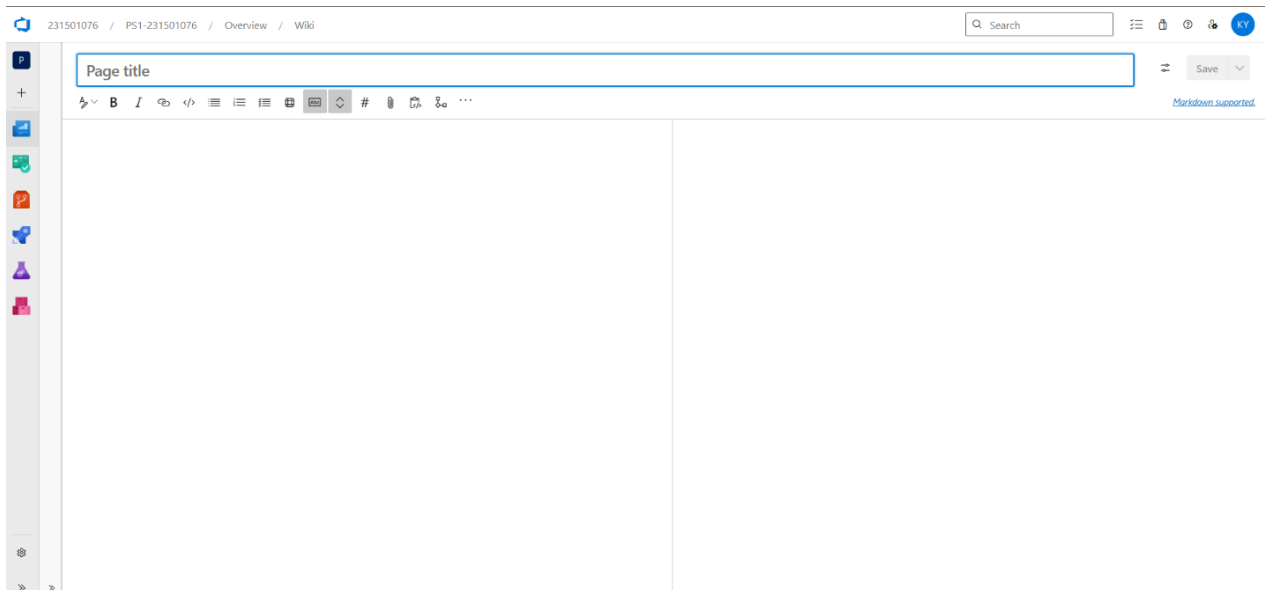 231501076 / PS1-231501076 / Overview / Wiki
Search
KY
P
Page title
Save
B I </> # ...
Markdown supported.